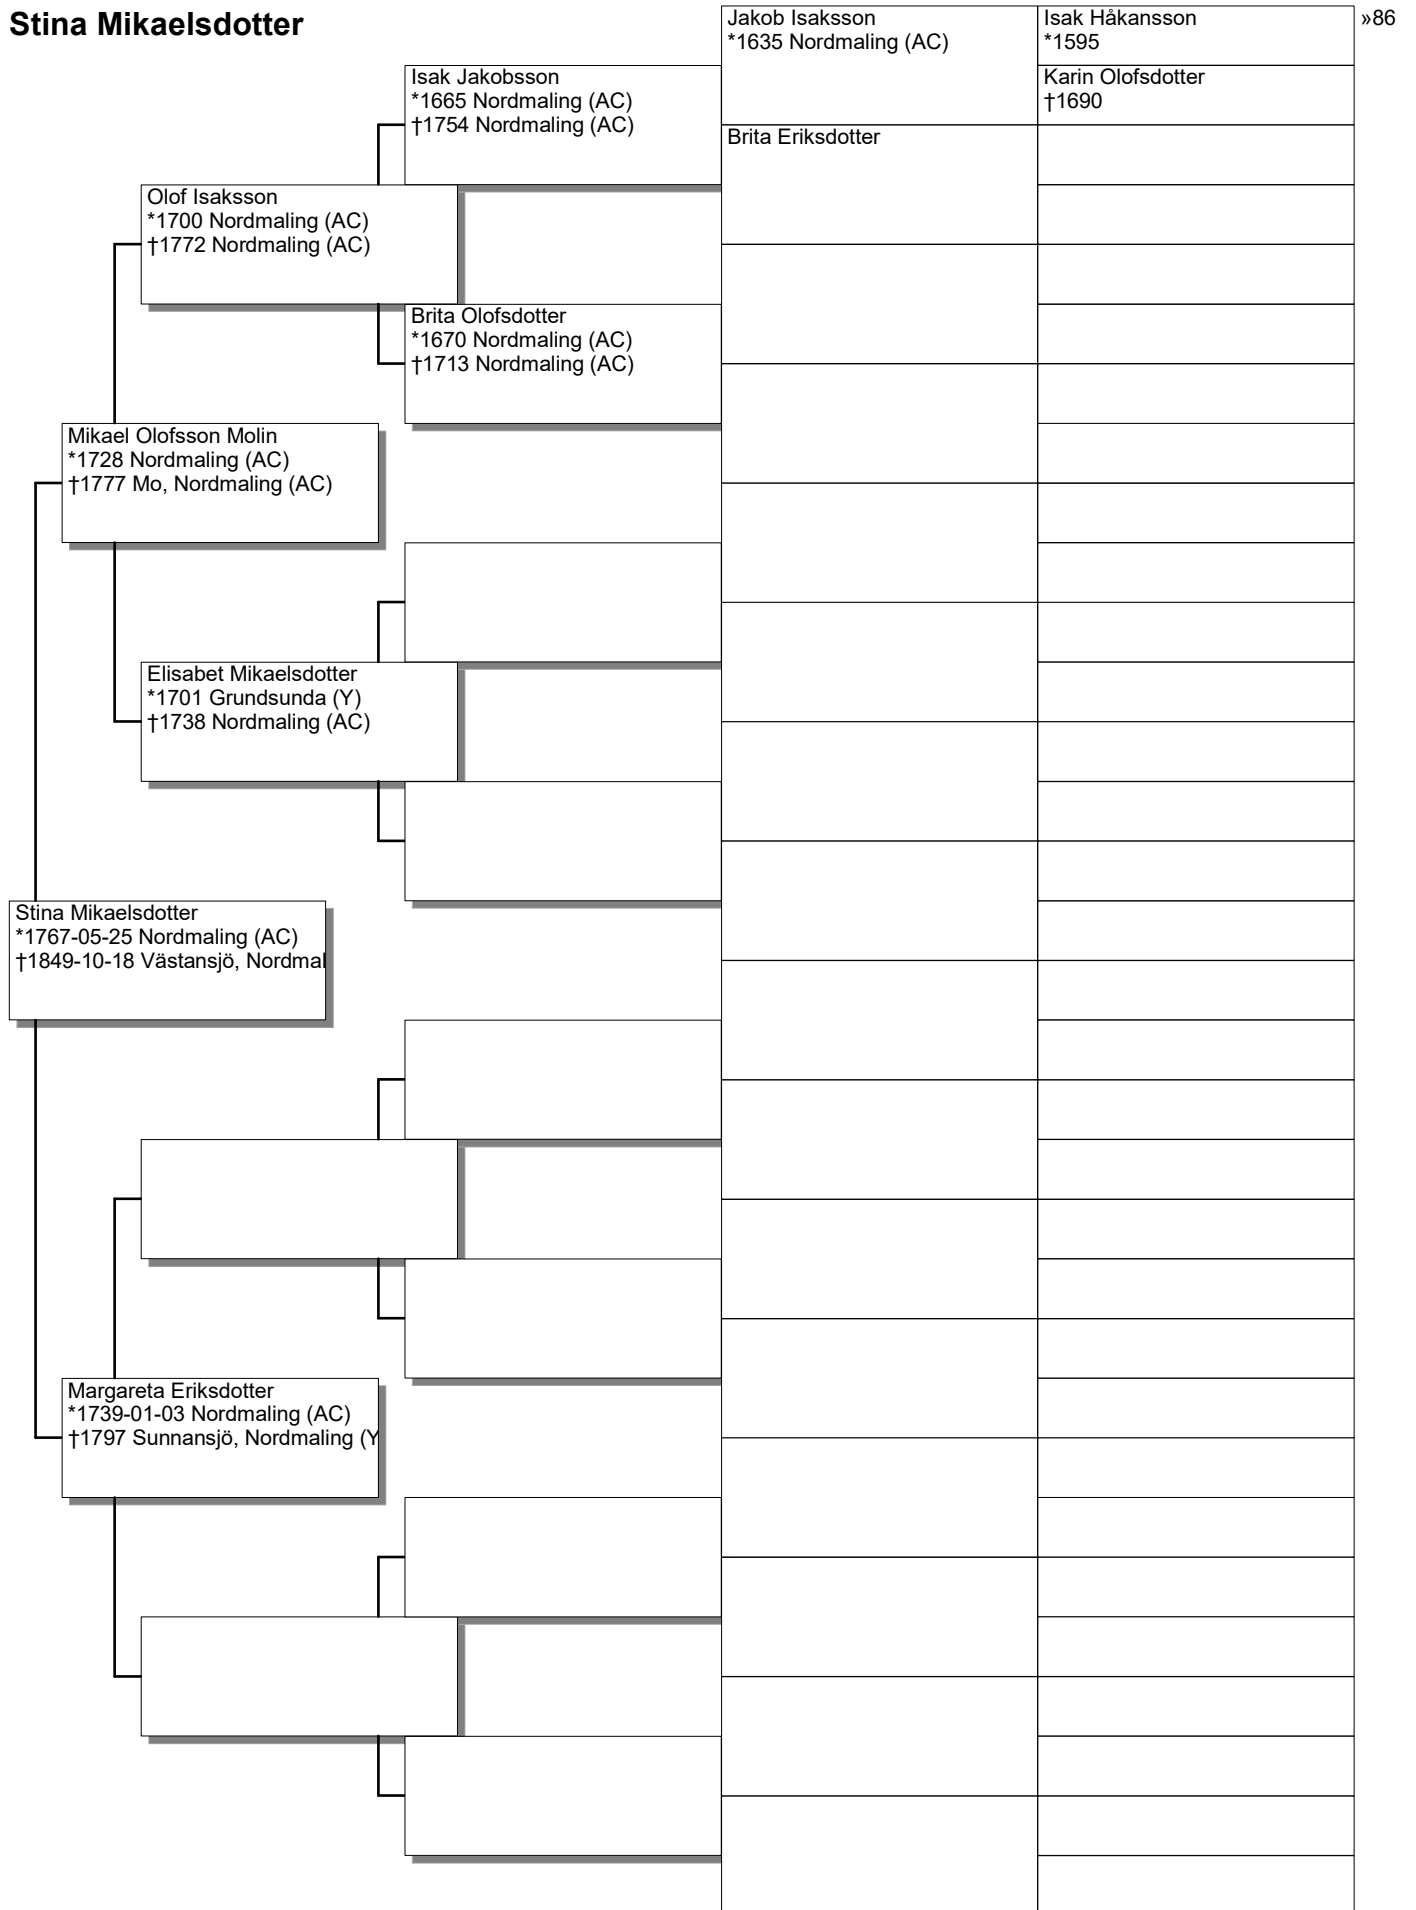 Stina Mikaelsdotter
Jakob Isaksson
*1635 Nordmaling (AC)
Isak Håkansson
*1595
»86
Karin Olofsdotter
†1690
Isak Jakobsson
*1665 Nordmaling (AC)
†1754 Nordmaling (AC)
Brita Eriksdotter
Olof Isaksson
*1700 Nordmaling (AC)
†1772 Nordmaling (AC)
Brita Olofsdotter
*1670 Nordmaling (AC)
†1713 Nordmaling (AC)
Mikael Olofsson Molin
*1728 Nordmaling (AC)
†1777 Mo, Nordmaling (AC)
Elisabet Mikaelsdotter
*1701 Grundsunda (Y)
†1738 Nordmaling (AC)
Stina Mikaelsdotter
*1767-05-25 Nordmaling (AC)
†1849-10-18 Västansjö, Nordmal
Margareta Eriksdotter
*1739-01-03 Nordmaling (AC)
†1797 Sunnansjö, Nordmaling (Y